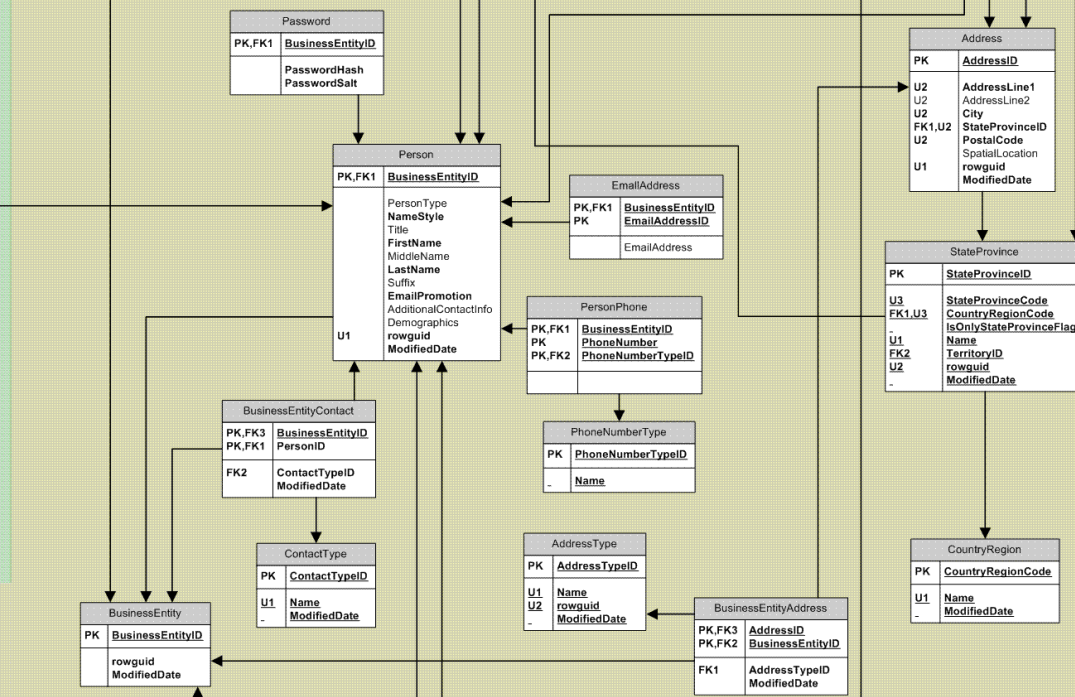 Password
PK,FK1 BusinessEntityID
PasswordHash
PasswordSalt
Address
PK AddressID
U2 AddressLine1
U2 AddressLine2
U2 City
FK1,U2 StateProvinceID
U2 PostalCode
SpatialLocation
U1 rowguid
ModifiedDate
Person
PK,FK1 BusinessEntityID
PersonType
NameStyle
Title
FirstName
MiddleName
LastName
Suffix
EmailPromotion
AdditionalContactInfo
Demographics
U1 rowguid
ModifiedDate
EmailAddress
PK,FK1 BusinessEntityID
PK EmailAddressID
EmailAddress
StateProvince
PK StateProvinceID
U3 StateProvinceCode
FK1,U3 CountryRegionCode
IsOnlyStateProvinceFlag
U1 Name
FK2 TerritoryID
U2 rowguid
ModifiedDate
PersonPhone
PK,FK1 BusinessEntityID
PK PhoneNumber
PK,FK2 PhoneNumberTypeID
BusinessEntityContact
PK,FK3 BusinessEntityID
PK,FK1 PersonID
FK2 ContactTypeID
ModifiedDate
PhoneNumberType
PK PhoneNumberTypeID
Name
ContactType
PK ContactTypeID
U1 Name
ModifiedDate
AddressType
PK AddressTypeID
U1 Name
U2 rowguid
ModifiedDate
CountryRegion
PK CountryRegionCode
U1 Name
ModifiedDate
BusinessEntity
PK BusinessEntityID
rowguid
ModifiedDate
BusinessEntityAddress
PK,FK3 AddressID
PK,FK2 BusinessEntityID
FK1 AddressTypeID
ModifiedDate